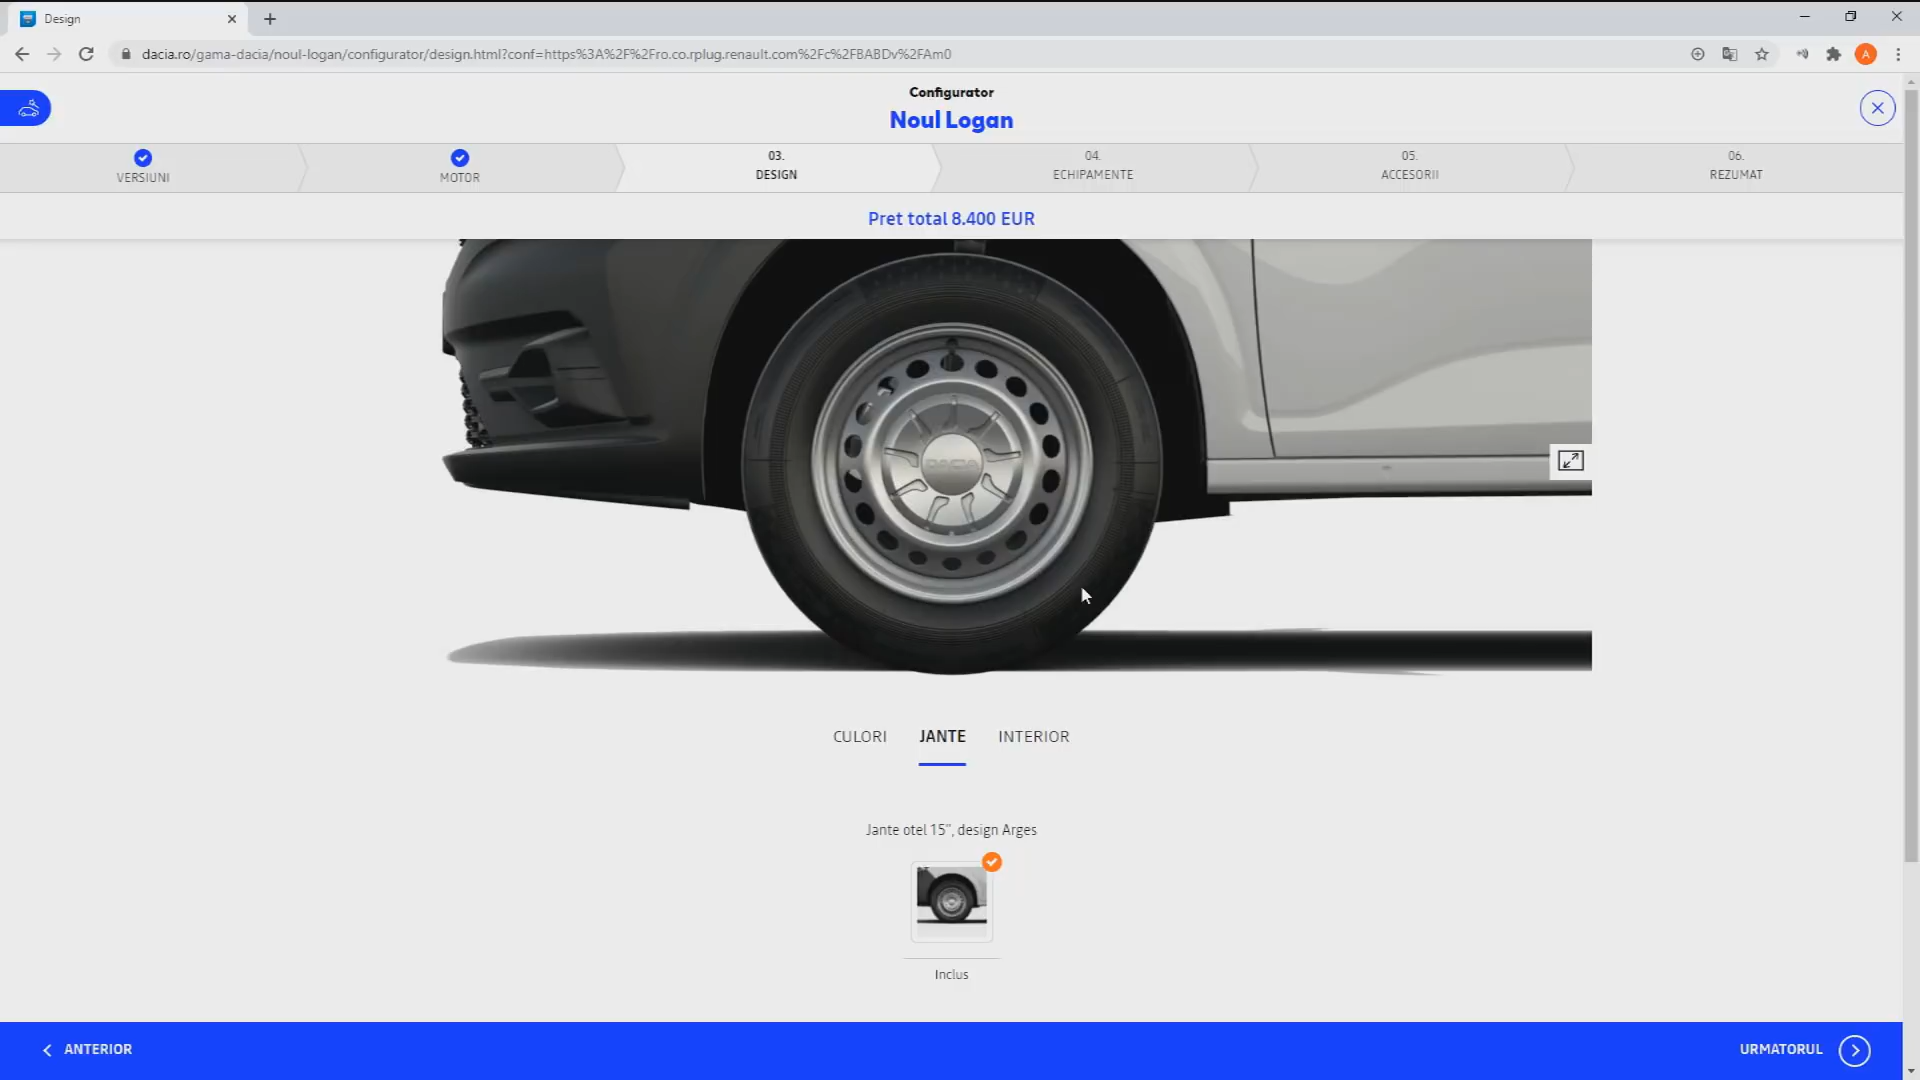 Design
dacia.ro/gama-dacia/noul-logan/configurator/design.html?conf=https%3A%2F%2Fro.co.rplug.renault.com%2Fc%2FBABDv%2FAm0
A
Configurator
Noul Logan
VERSIUNI
MOTOR
03.
DESIGN
04.
ECHIPAMENTE
05.
ACCESORII
06.
REZUMAT
Pret total 8.400 EUR
DACIA
CULORI
JANTE
INTERIOR
Jante otel 15", design Arges
Inclus
ANTERIOR
URMATORUL